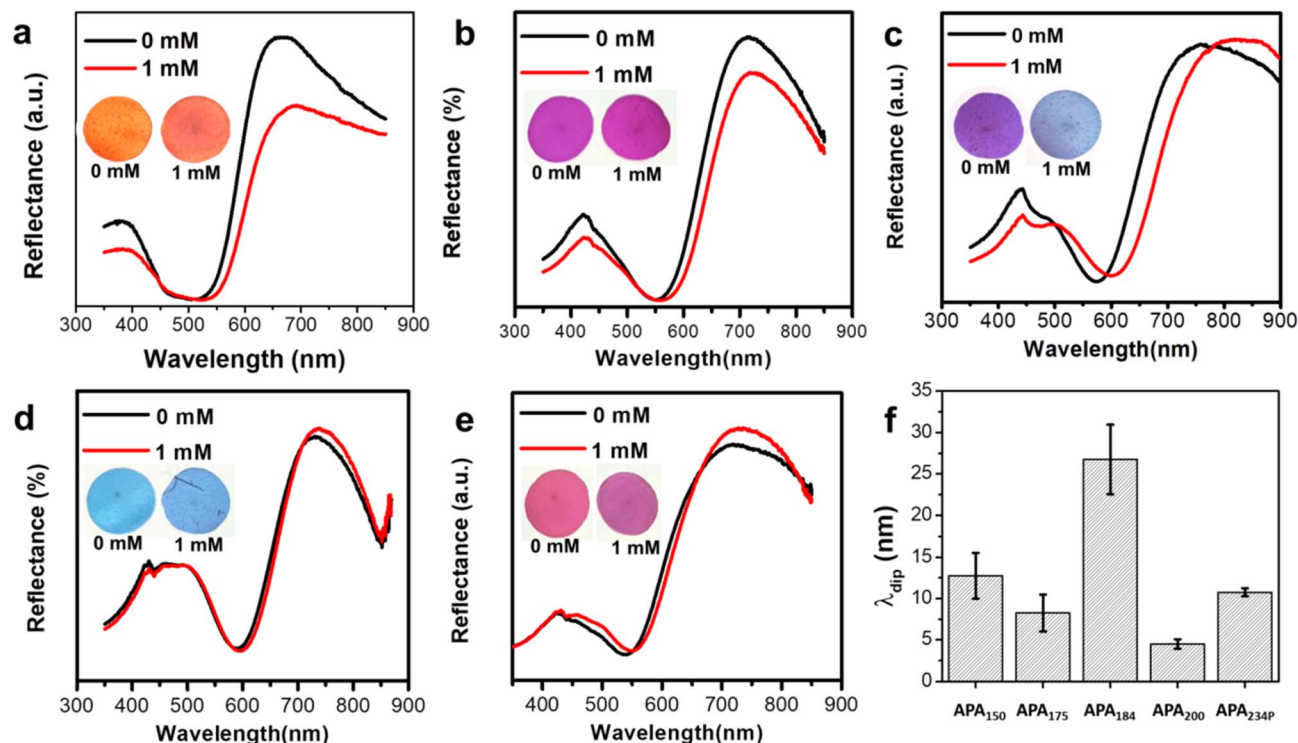 a
0 mM
1 mM
0 mM
1 mM
Reflectance (a.u.)
300 400 500 600 700 800 900
Wavelength (nm)
b
0 mM
1 mM
0 mM
1 mM
Reflectance (%)
300 400 500 600 700 800 900
Wavelength(nm)
c
0 mM
1 mM
0 mM
1 mM
Reflectance (a.u.)
300 400 500 600 700 800 900
Wavelength(nm)
d
0 mM
1 mM
0 mM
1 mM
Reflectance (%)
300 400 500 600 700 800 900
Wavelength(nm)
e
0 mM
1 mM
0 mM
1 mM
Reflectance (a.u.)
400 500 600 700 800 900
Wavelength(nm)
f
35
30
25
20
15
10
5
0
λdip (nm)
APA150 APA175 APA184 APA200 APA234P